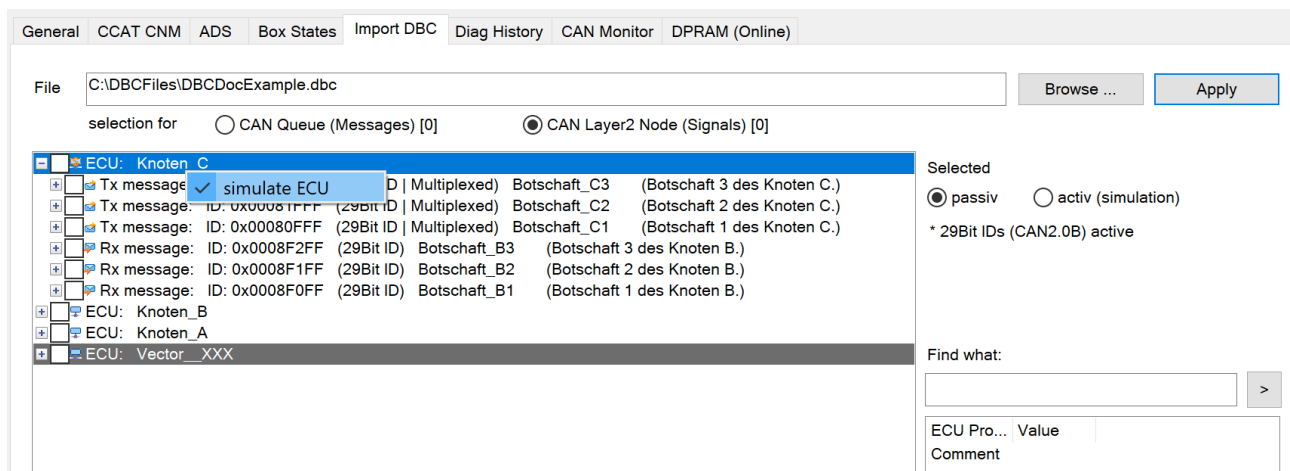 General CCAT CNM ADS Box States Import DBC Diag History CAN Monitor DPRAM (Online)
File C:\DBCFiles\DBCDocExample.dbc Browse ... Apply
selection for CAN Queue (Messages) [0] CAN Layer2 Node (Signals) [0]
ECU: Knoten_C
Tx message D | Multiplexed) Botschaft_C3 (Botschaft 3 des Knoten C.)
simulate ECU
Tx message: ID: 0x00081FFF (29Bit ID | Multiplexed) Botschaft_C2 (Botschaft 2 des Knoten C.)
Tx message: ID: 0x00080FFF (29Bit ID | Multiplexed) Botschaft_C1 (Botschaft 1 des Knoten C.)
Rx message: ID: 0x0008F2FF (29Bit ID) Botschaft_B3 (Botschaft 3 des Knoten B.)
Rx message: ID: 0x0008F1FF (29Bit ID) Botschaft_B2 (Botschaft 2 des Knoten B.)
Rx message: ID: 0x0008F0FF (29Bit ID) Botschaft_B1 (Botschaft 1 des Knoten B.)
ECU: Knoten_B
ECU: Knoten_A
ECU: Vector__XXX
Selected
passiv activ (simulation)
* 29Bit IDs (CAN2.0B) active
Find what:
>
ECU Pro... Value
Comment